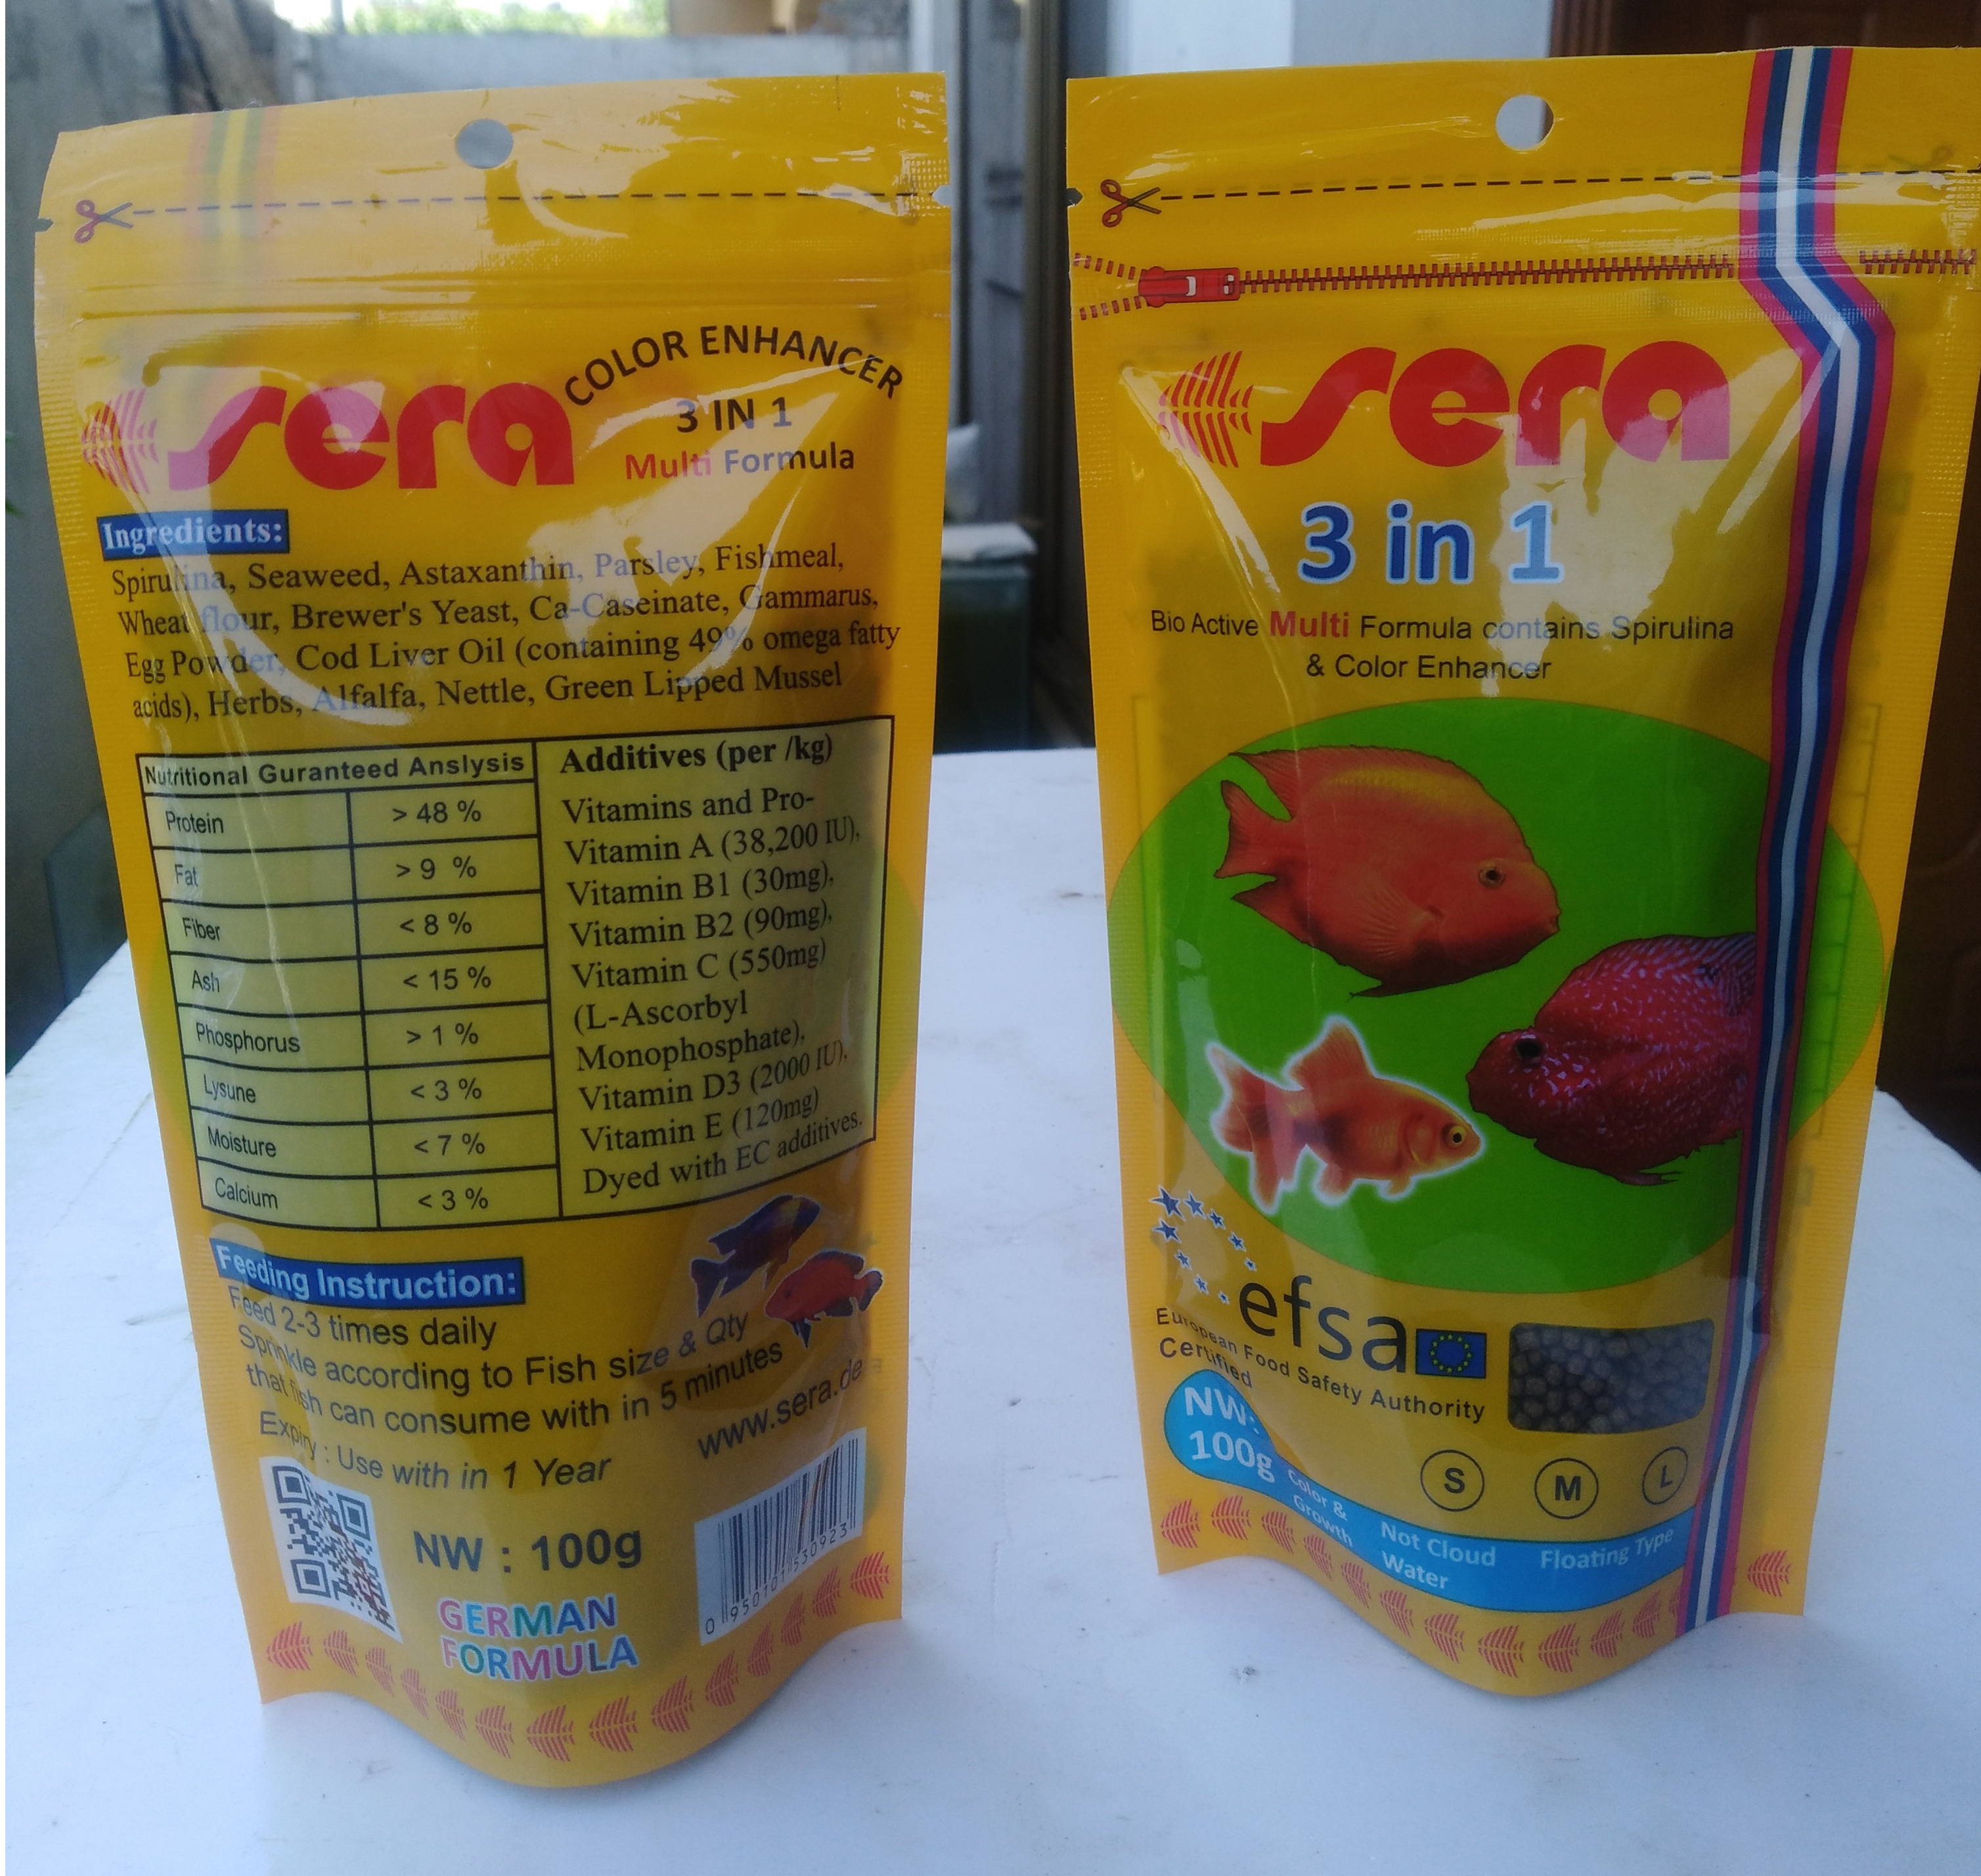 sera
COLOR ENHANCER
3 IN 1
Multi Formula
Ingredients:
Spirulina, Seaweed, Astaxanthin, Parsley, Fishmeal,
Wheat flour, Brewer's Yeast, Ca-Caseinate, Gammarus,
Egg Powder, Cod Liver Oil (containing 49% omega fatty
acids), Herbs, Alfalfa, Nettle, Green Lipped Mussel
Nutritional Guranteed Anslysis
Protein > 48 %
Fat > 9 %
Fiber < 8 %
Ash < 15 %
Phosphorus > 1 %
Lysune < 3 %
Moisture < 7 %
Calcium < 3 %
Additives (per /kg)
Vitamins and Pro-
Vitamin A (38,200 IU),
Vitamin B1 (30mg),
Vitamin B2 (90mg),
Vitamin C (550mg)
(L-Ascorbyl
Monophosphate),
Vitamin D3 (2000 IU),
Vitamin E (120mg)
Dyed with EC additives.
Feeding Instruction:
Feed 2-3 times daily
Sprinkle according to Fish size & Qty
that fish can consume with in 5 minutes
Expiry : Use with in 1 Year
www.sera.de
NW : 100g
GERMAN
FORMULA
0 950101 530923
sera
3 in 1
Bio Active Multi Formula contains Spirulina
& Color Enhancer
efsa
European Food Safety Authority
Certified
NW:
100g
S M L
Color &
Growth
Not Cloud
Water
Floating Type